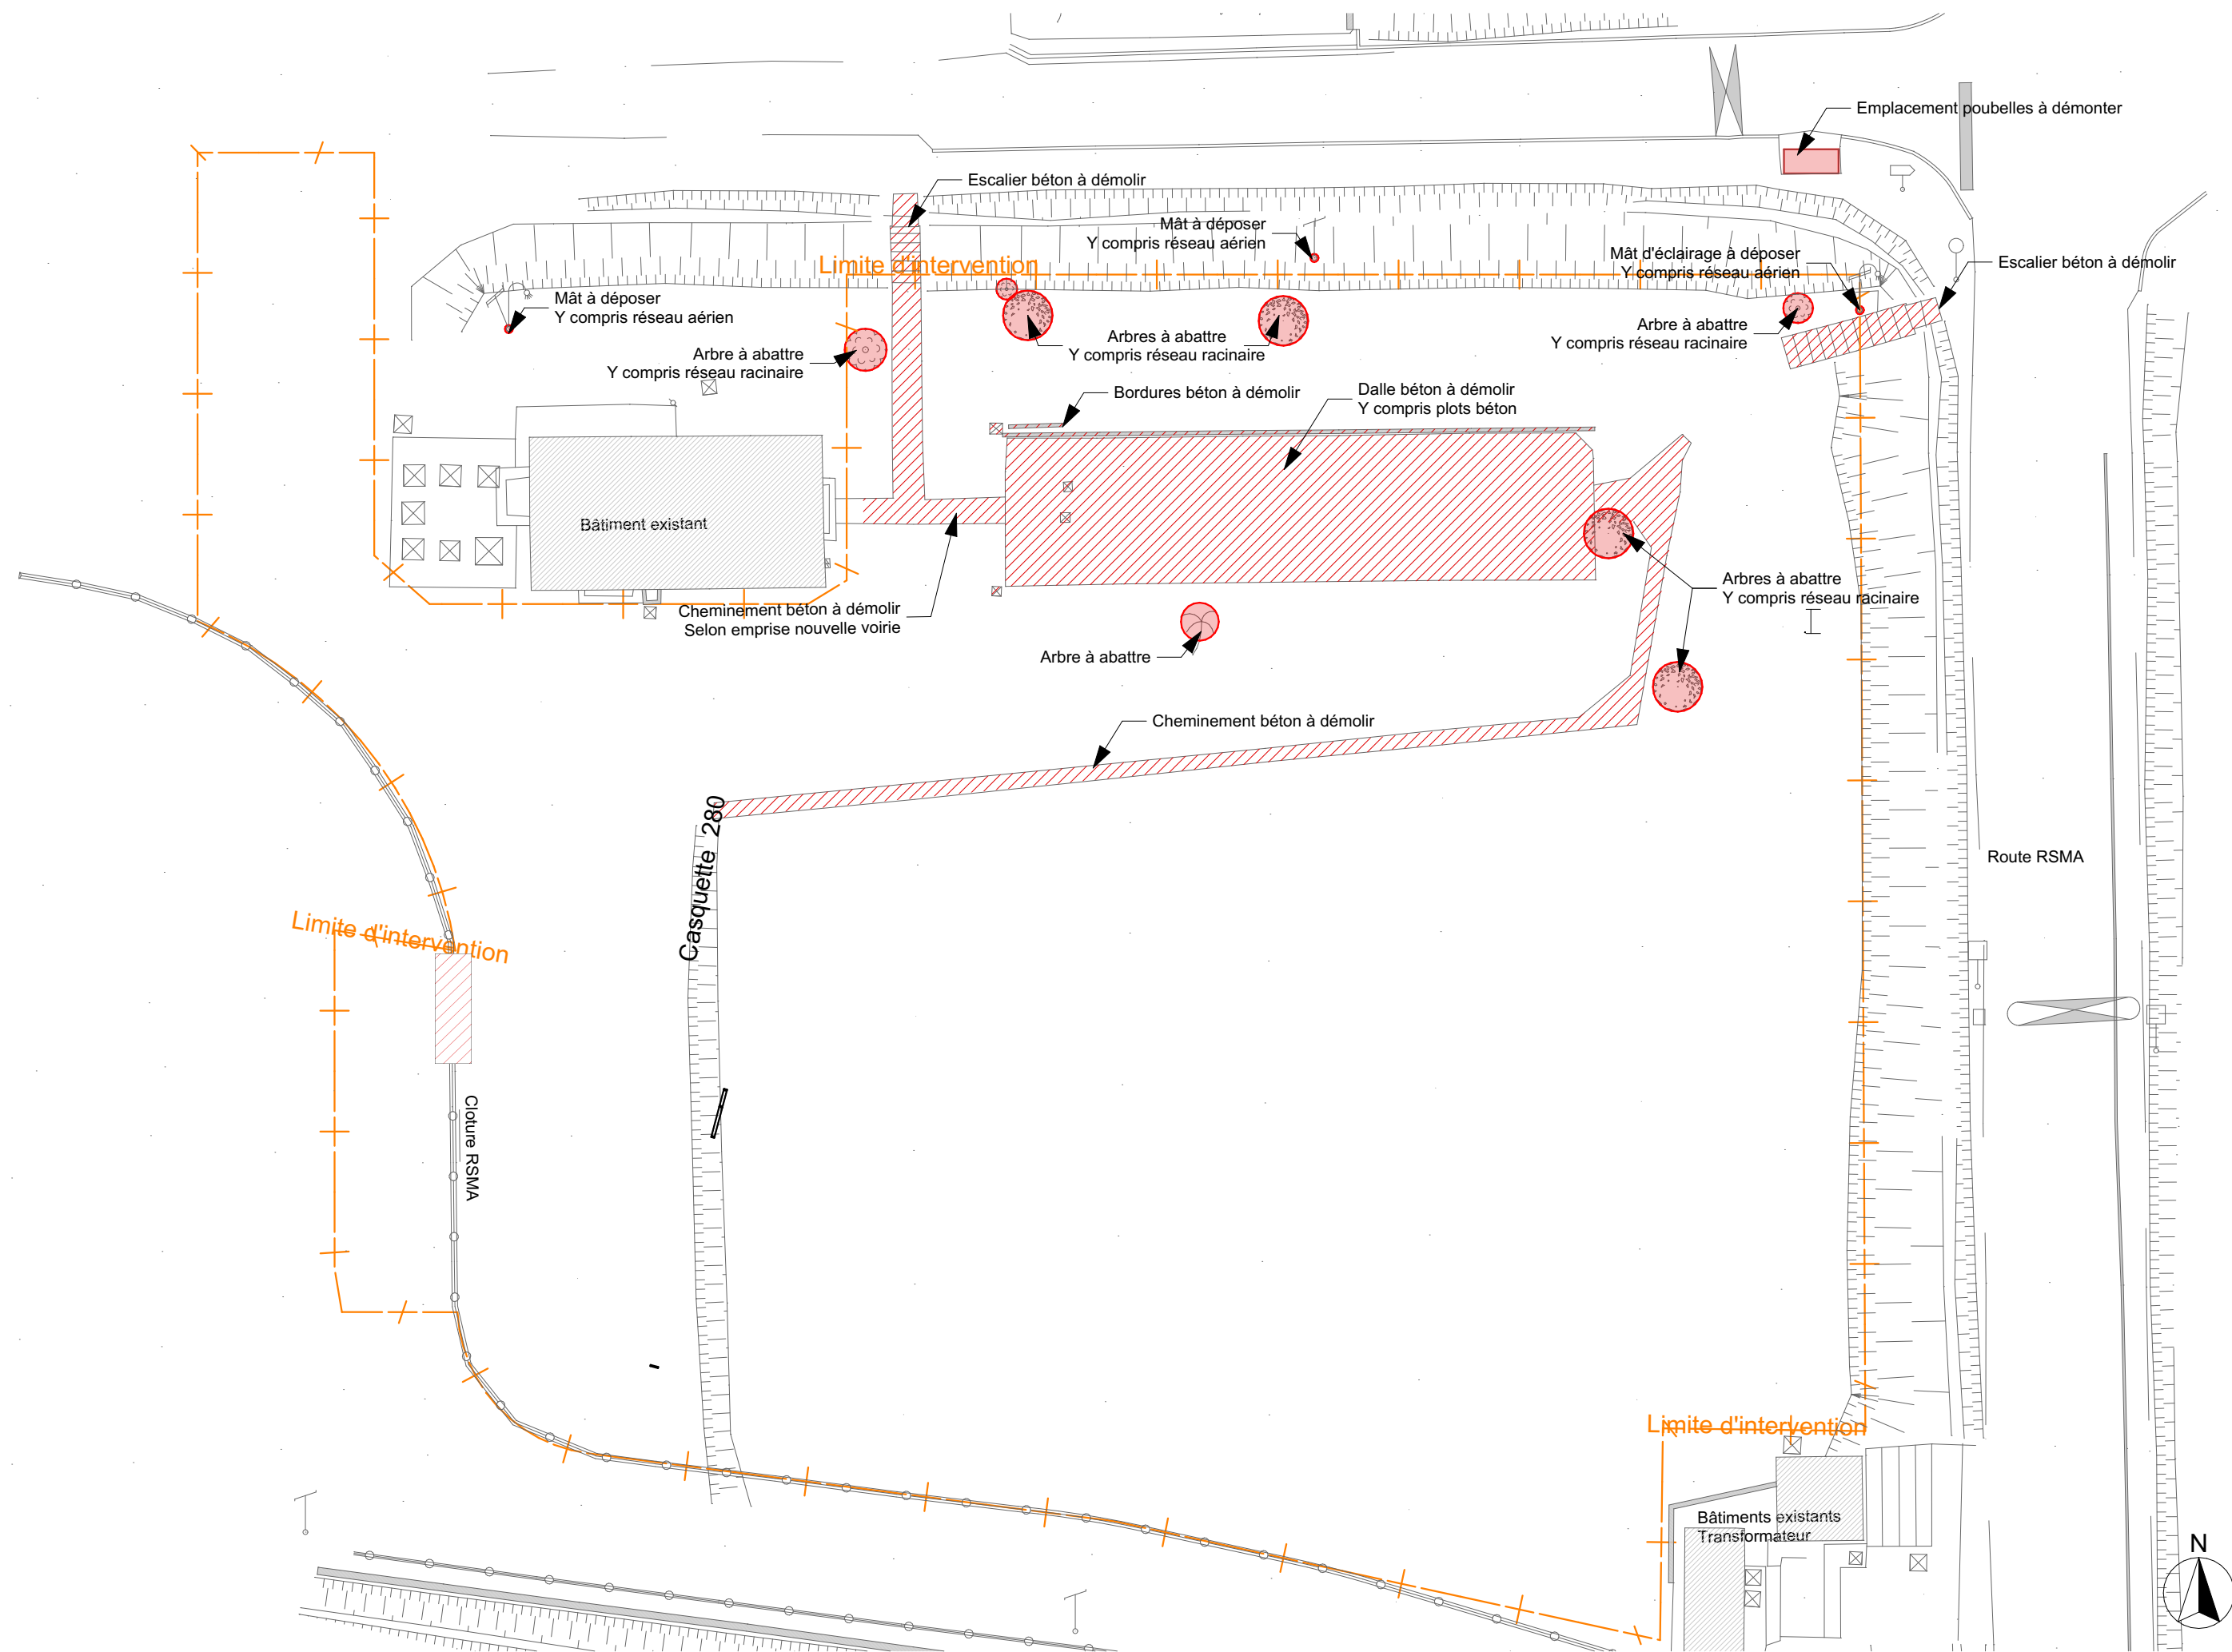 Emplacement poubelles à démonter
Escalier béton à démolir
Mât à déposer
Y compris réseau aérien
Limite d'intervention
Mât d'éclairage à déposer
Y compris réseau aérien
Escalier béton à démolir
Mât à déposer
Y compris réseau aérien
Arbre à abattre
Y compris réseau racinaire
Arbres à abattre
Y compris réseau racinaire
Arbre à abattre
Y compris réseau racinaire
Bordures béton à démolir
Dalle béton à démolir
Y compris plots béton
Bâtiment existant
Cheminement béton à démolir
Selon emprise nouvelle voirie
Arbres à abattre
Y compris réseau racinaire
Arbre à abattre
Cheminement béton à démolir
Casquette 280
Route RSMA
Limite d'intervention
Cloture RSMA
Limite d'intervention
Bâtiments existants
Transformateur
N